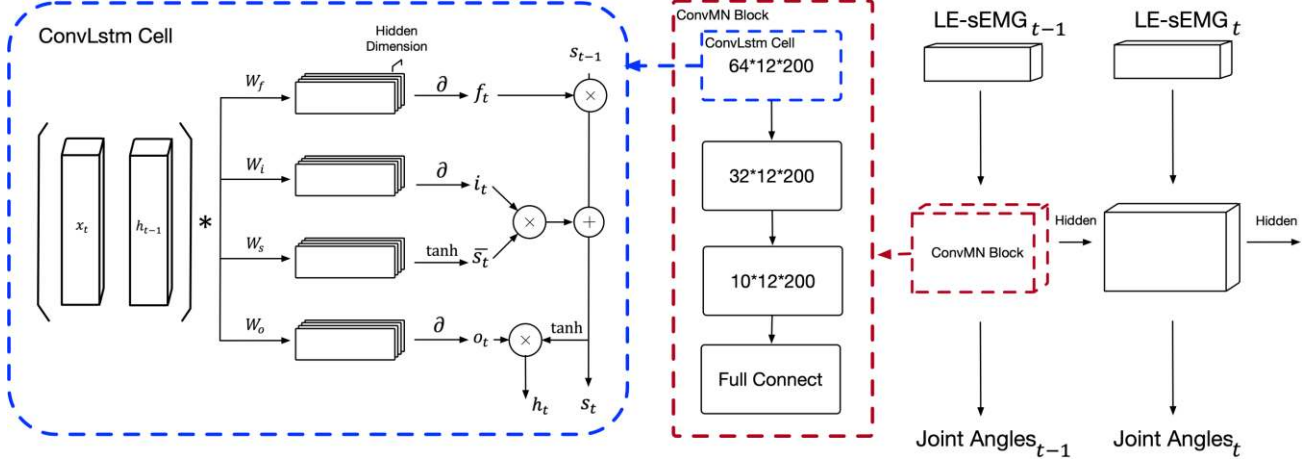 ConvLstm Cell
Hidden
Dimension
s_{t-1}
W_f
∂
f_t
×
W_i
∂
i_t
x_t
h_{t-1}
*
×
+
W_s
tanh
\overline{s_t}
W_o
∂
o_t
×
tanh
h_t
s_t
ConvMN Block
ConvLstm Cell
64*12*200
32*12*200
10*12*200
Full Connect
LE-sEMG_{t-1}
LE-sEMG_t
ConvMN Block
Hidden
Hidden
Joint Angles_{t-1}
Joint Angles_t